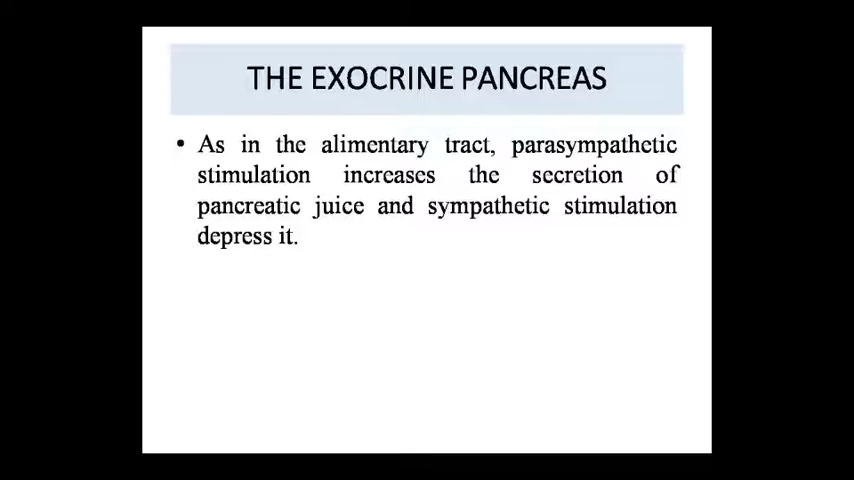 THE EXOCRINE PANCREAS
• As in the alimentary tract, parasympathetic
stimulation increases the secretion of
pancreatic juice and sympathetic stimulation
depress it.